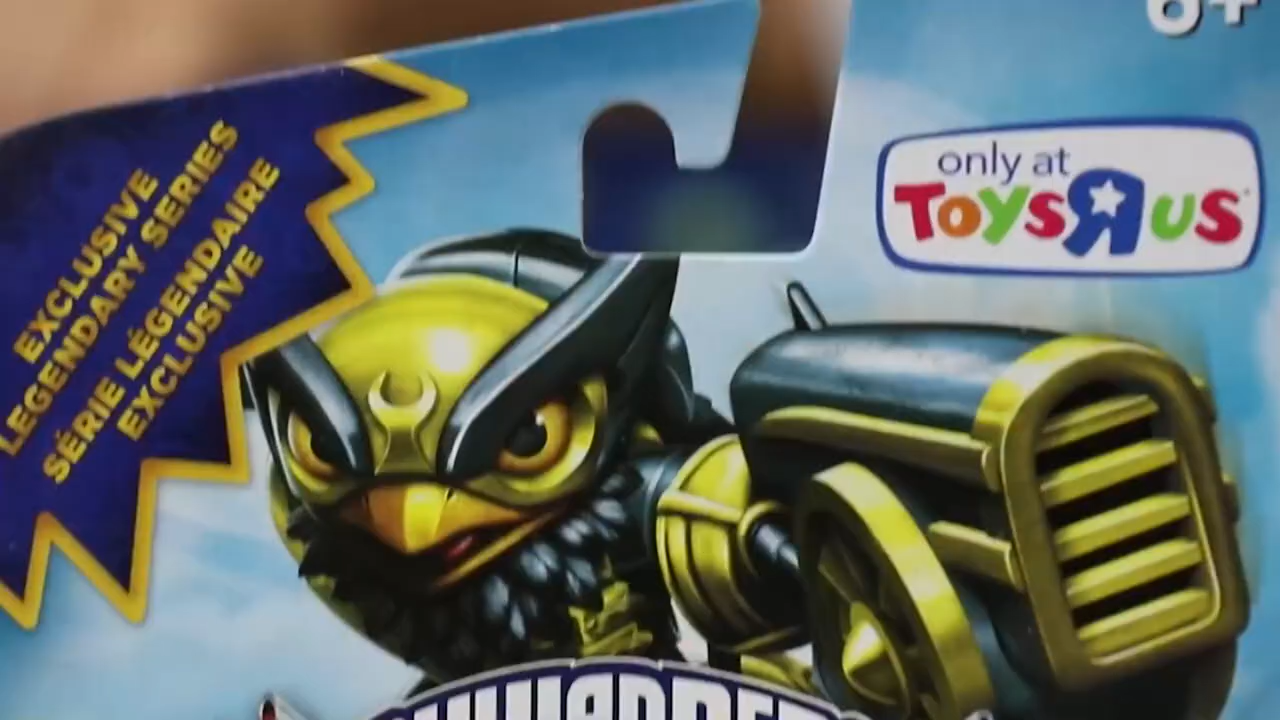 6+
EXCLUSIVE
LEGENDARY SERIES
SÉRIE LÉGENDAIRE
EXCLUSIVE
only at
TOYSRUS